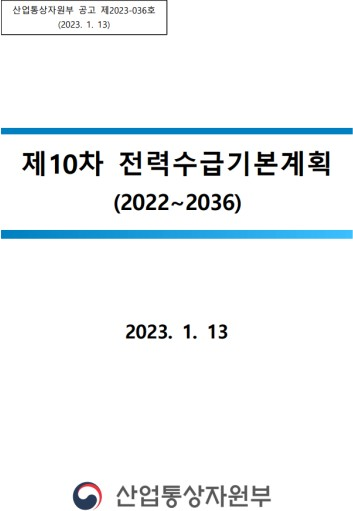 산업통상자원부 공고 제2023-036호
(2023. 1. 13)
제10차 전력수급기본계획
(2022~2036)
2023. 1. 13
산업통상자원부